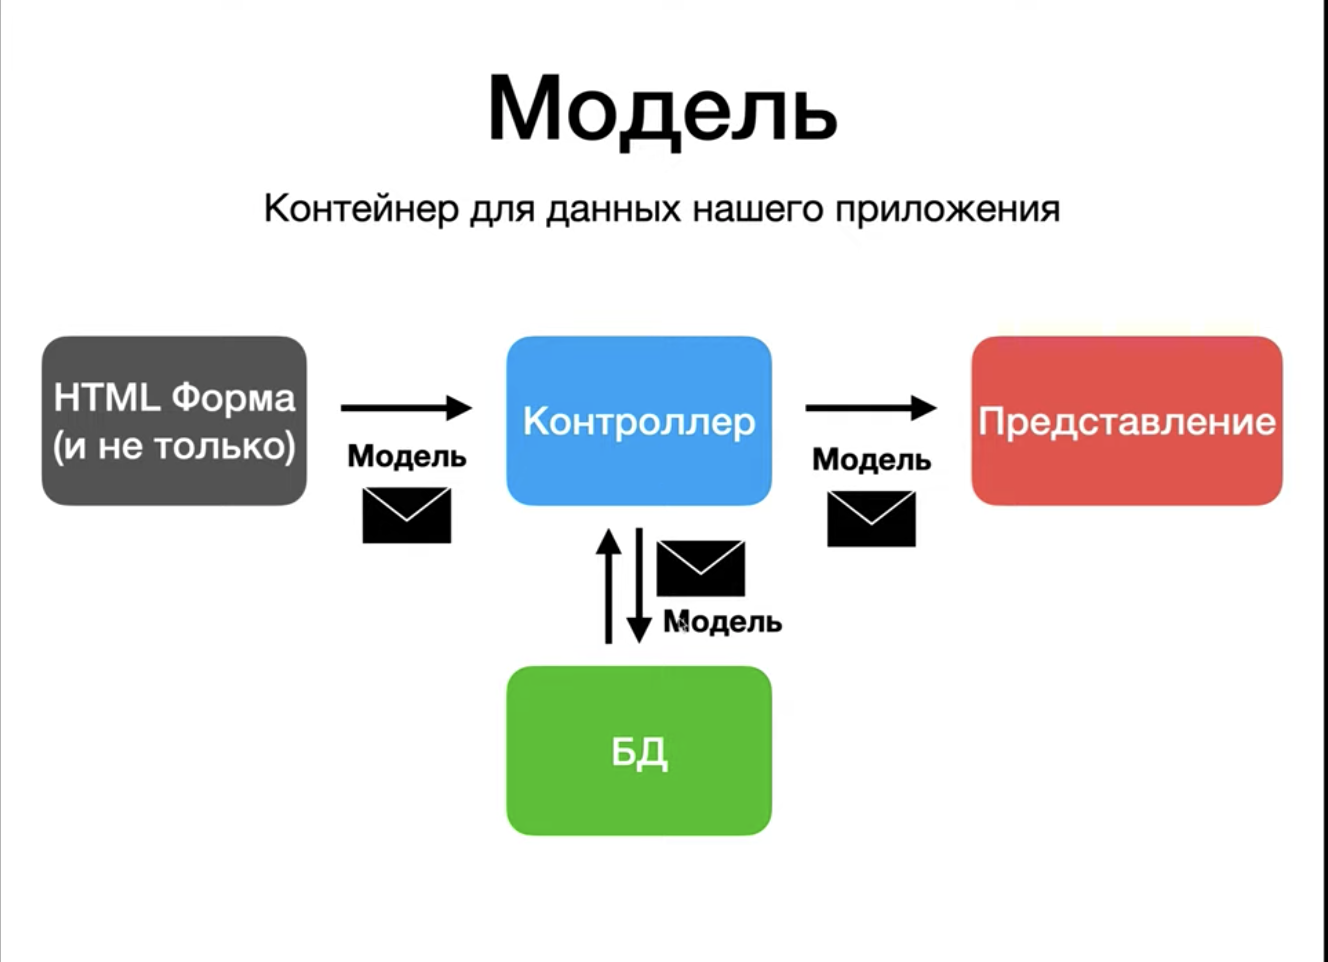 Модель
Контейнер для данных нашего приложения
HTML Форма
(и не только)
Модель
Контроллер
Модель
Представление
Модель
БД